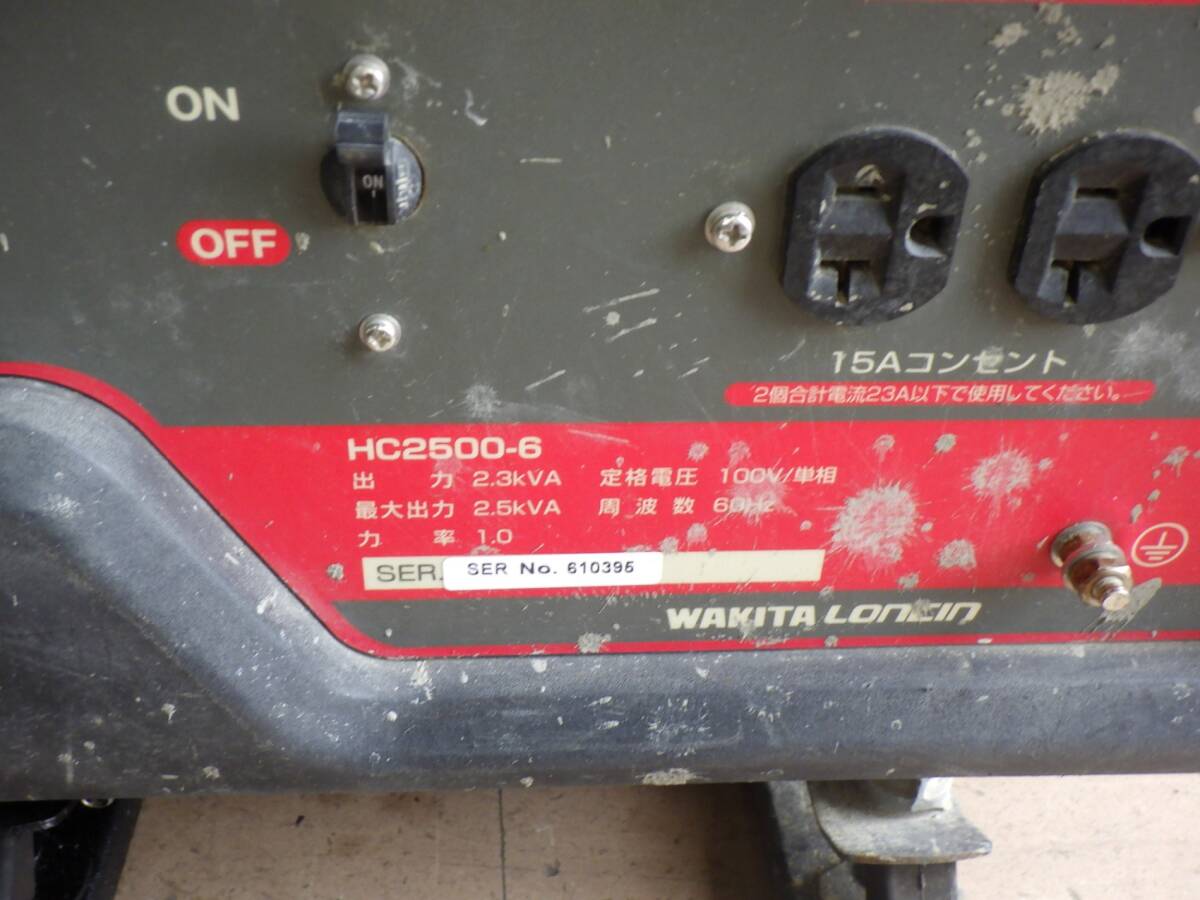 ON
ON
OFF
15Aコンセント
2個合計電流23A以下で使用してください。
HC2500-6
出 力 2.3kVA 定格電圧 100V/単相
最大出力 2.5kVA 周波数 60Hz
力 率 1.0
SER.
SER No. 610395
WAKITA LONCIN